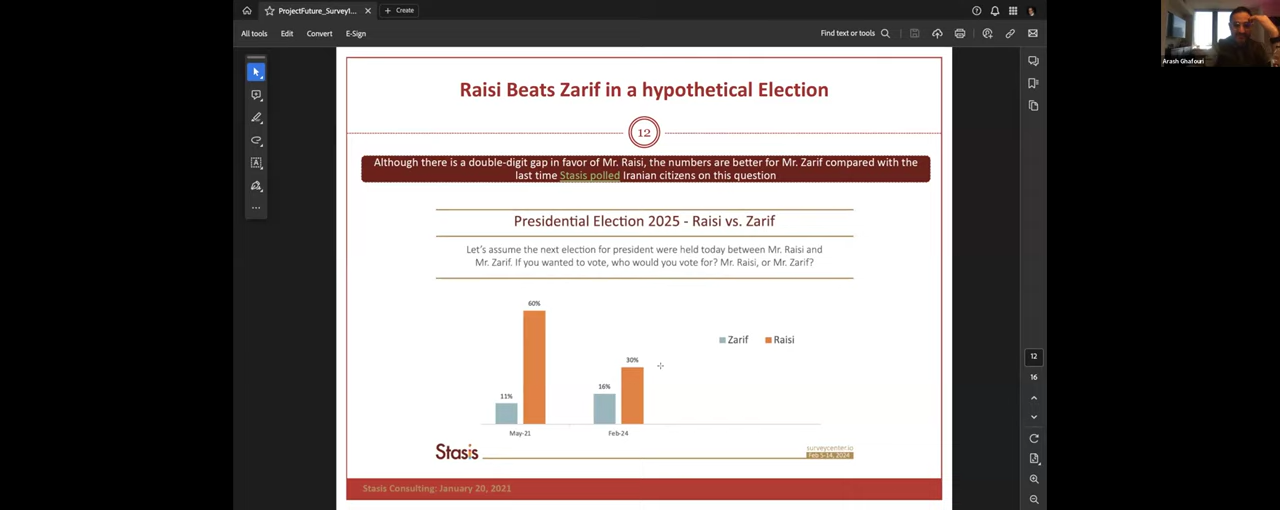 ProjectFuture_Survey1...
Create
All tools
Edit
Convert
E-Sign
Find text or tools
Arash Ghafouri
Raisi Beats Zarif in a hypothetical Election
12
Although there is a double-digit gap in favor of Mr. Raisi, the numbers are better for Mr. Zarif compared with the
last time Stasis polled Iranian citizens on this question
Presidential Election 2025 - Raisi vs. Zarif
Let's assume the next election for president were held today between Mr. Raisi and
Mr. Zarif. If you wanted to vote, who would you vote for? Mr. Raisi, or Mr. Zarif?
60%
Zarif
Raisi
30%
11%
16%
May-21
Feb-24
12
16
Stasis
surveycenter.io
Feb 5-14, 2024
Stasis Consulting: January 20, 2021